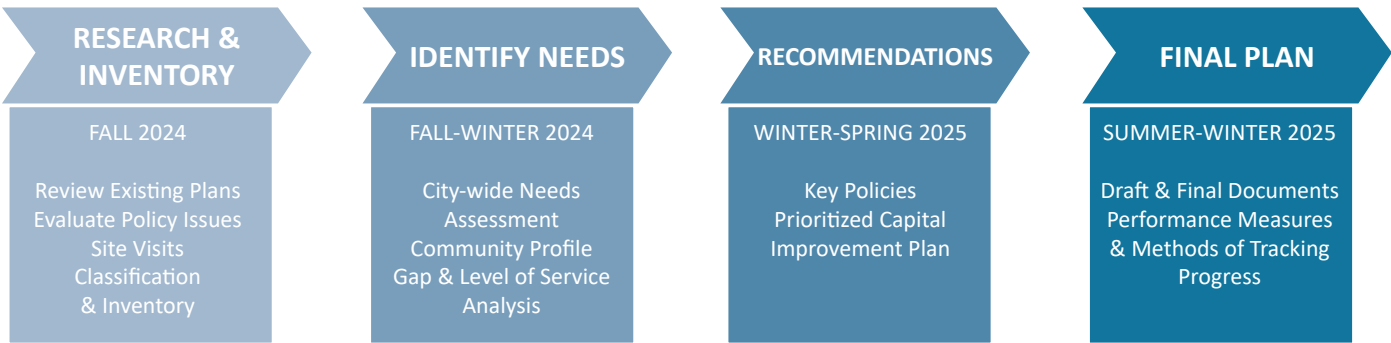 RESEARCH &
INVENTORY
FALL 2024
Review Existing Plans
Evaluate Policy Issues
Site Visits
Classification
& Inventory
IDENTIFY NEEDS
FALL-WINTER 2024
City-wide Needs
Assessment
Community Profile
Gap & Level of Service
Analysis
RECOMMENDATIONS
WINTER-SPRING 2025
Key Policies
Prioritized Capital
Improvement Plan
FINAL PLAN
SUMMER-WINTER 2025
Draft & Final Documents
Performance Measures
& Methods of Tracking
Progress